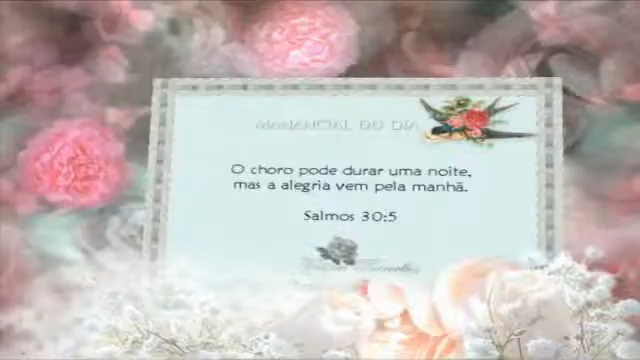 MANANCIAL DO DIA
O choro pode durar uma noite,
mas a alegria vem pela manhã.
Salmos 30:5